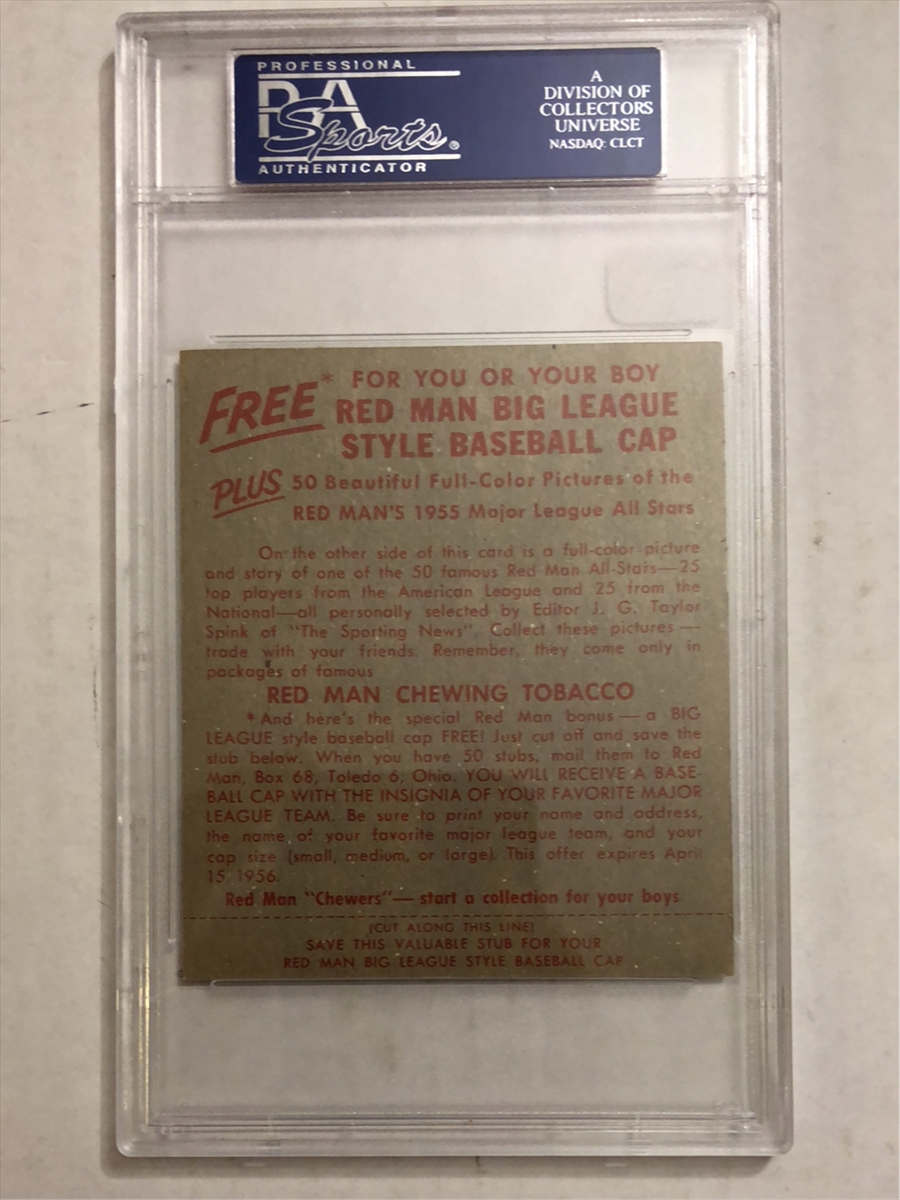 PROFESSIONAL
PSA
Sports®
AUTHENTICATOR
A
DIVISION OF
COLLECTORS
UNIVERSE
NASDAQ: CLCT
FREE* FOR YOU OR YOUR BOY
RED MAN BIG LEAGUE
STYLE BASEBALL CAP
PLUS 50 Beautiful Full-Color Pictures of the
RED MAN'S 1955 Major League All Stars
On the other side of this card is a full-color picture
and story of one of the 50 famous Red Man All-Stars—25
top players from the American League and 25 from the
National—all personally selected by Editor J. G. Taylor
Spink of "The Sporting News". Collect these pictures—
trade with your friends. Remember, they come only in
packages of famous
RED MAN CHEWING TOBACCO
*And here's the special Red Man bonus—a BIG
LEAGUE style baseball cap FREE! Just cut off and save the
stub below. When you have 50 stubs, mail them to Red
Man, Box 68, Toledo 6, Ohio. YOU WILL RECEIVE A BASE-
BALL CAP WITH THE INSIGNIA OF YOUR FAVORITE MAJOR
LEAGUE TEAM. Be sure to print your name and address,
the name of your favorite major league team, and your
cap size (small, medium, or large). This offer expires April
15, 1956.
Red Man "Chewers"—start a collection for your boys
(CUT ALONG THIS LINE)
SAVE THIS VALUABLE STUB FOR YOUR
RED MAN BIG LEAGUE STYLE BASEBALL CAP